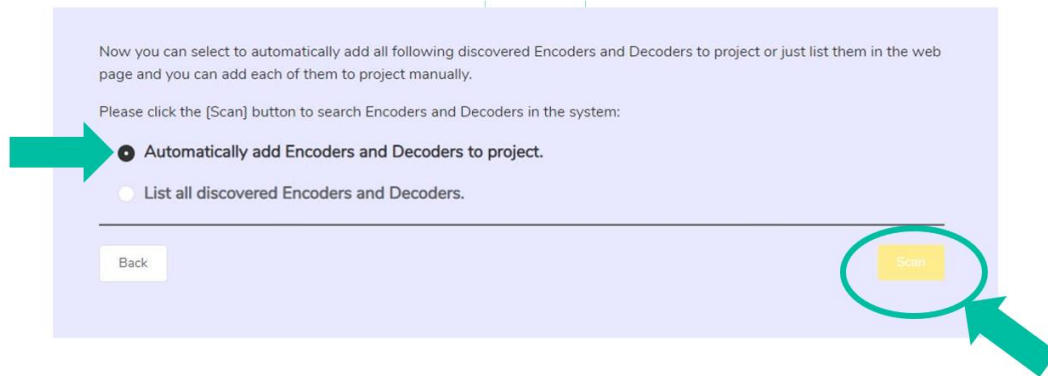 Now you can select to automatically add all following discovered Encoders and Decoders to project or just list them in the web
page and you can add each of them to project manually.
Please click the [Scan] button to search Encoders and Decoders in the system:
Automatically add Encoders and Decoders to project.
List all discovered Encoders and Decoders.
Back
Scan